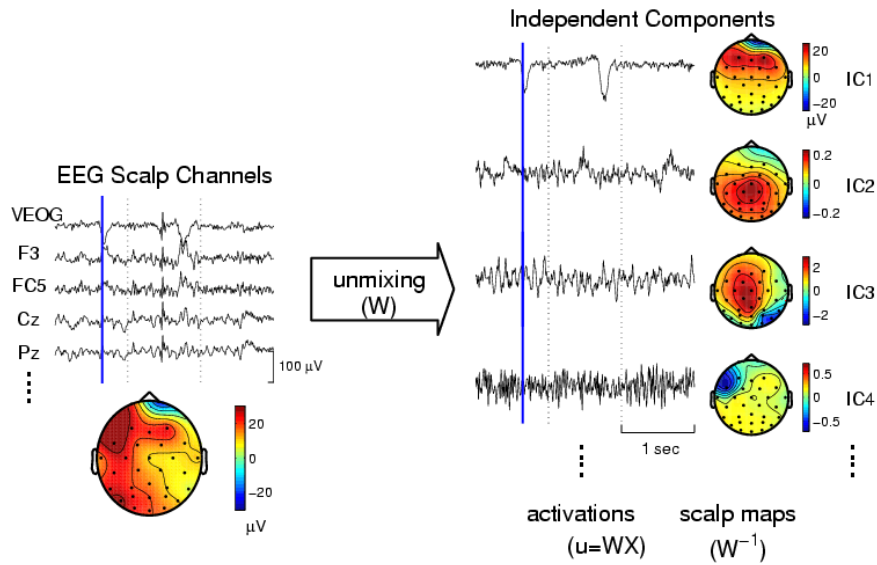 EEG Scalp Channels
VEOG
F3
FC5
Cz
Pz
100 μV
20
0
−20
μV
unmixing
(W)
Independent Components
20
0
−20
μV
IC1
0.2
0
−0.2
IC2
2
0
−2
IC3
0.5
0
−0.5
IC4
1 sec
activations
(u=WX)
scalp maps
(W⁻¹)